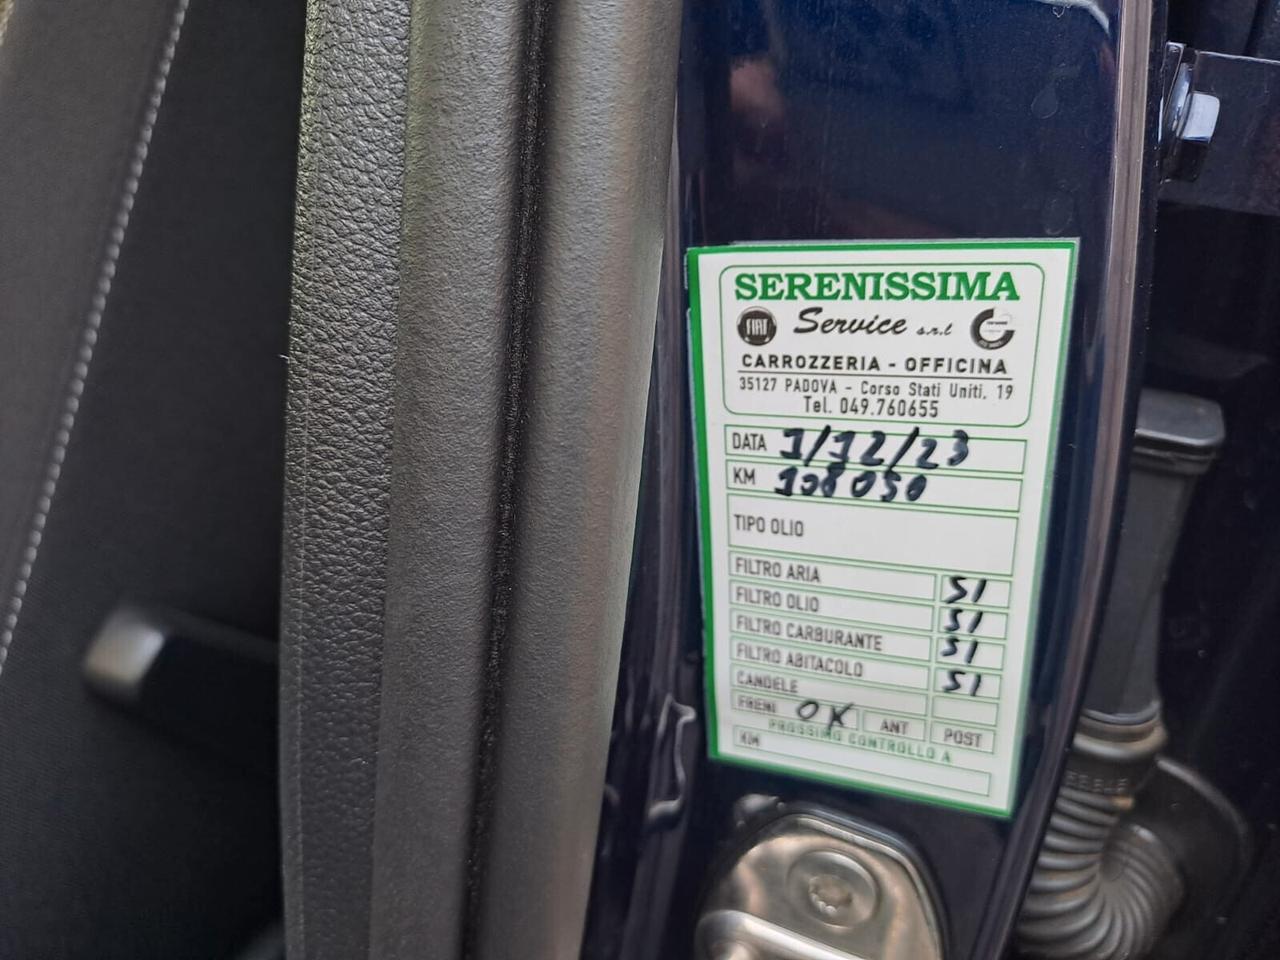 SERENISSIMA
FIAT Service s.r.l
CARROZZERIA - OFFICINA
35127 PADOVA - Corso Stati Uniti, 19
Tel. 049.760655
DATA 1/12/23
KM 108050
TIPO OLIO
FILTRO ARIA SI
FILTRO OLIO SI
FILTRO CARBURANTE SI
FILTRO ABITACOLO SI
CANDELE
FRENI OK ANT POST
PROSSIMO CONTROLLO A
KM